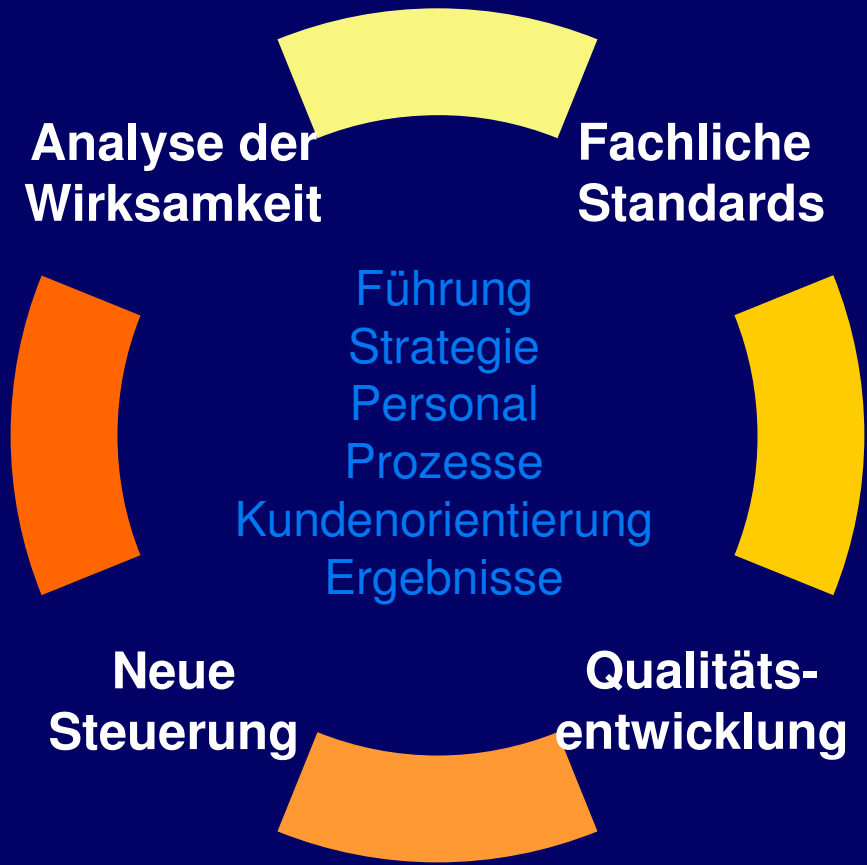 Analyse der
Wirksamkeit
Fachliche
Standards
Führung
Strategie
Personal
Prozesse
Kundenorientierung
Ergebnisse
Neue
Steuerung
Qualitäts-
entwicklung